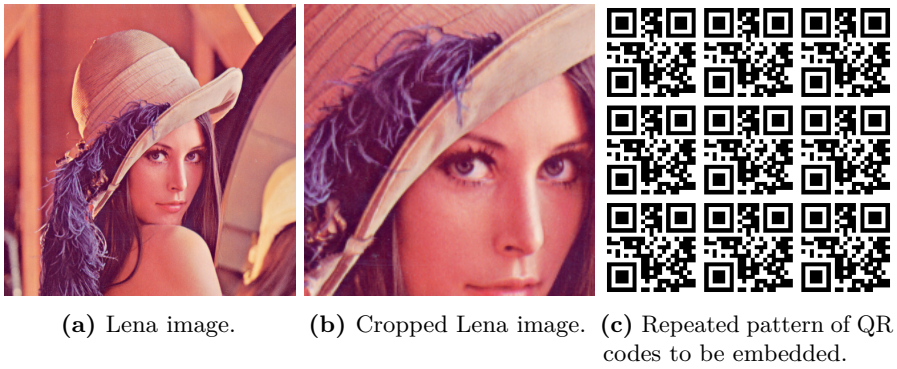 (a) Lena image.
(b) Cropped Lena image.
(c) Repeated pattern of QR
codes to be embedded.